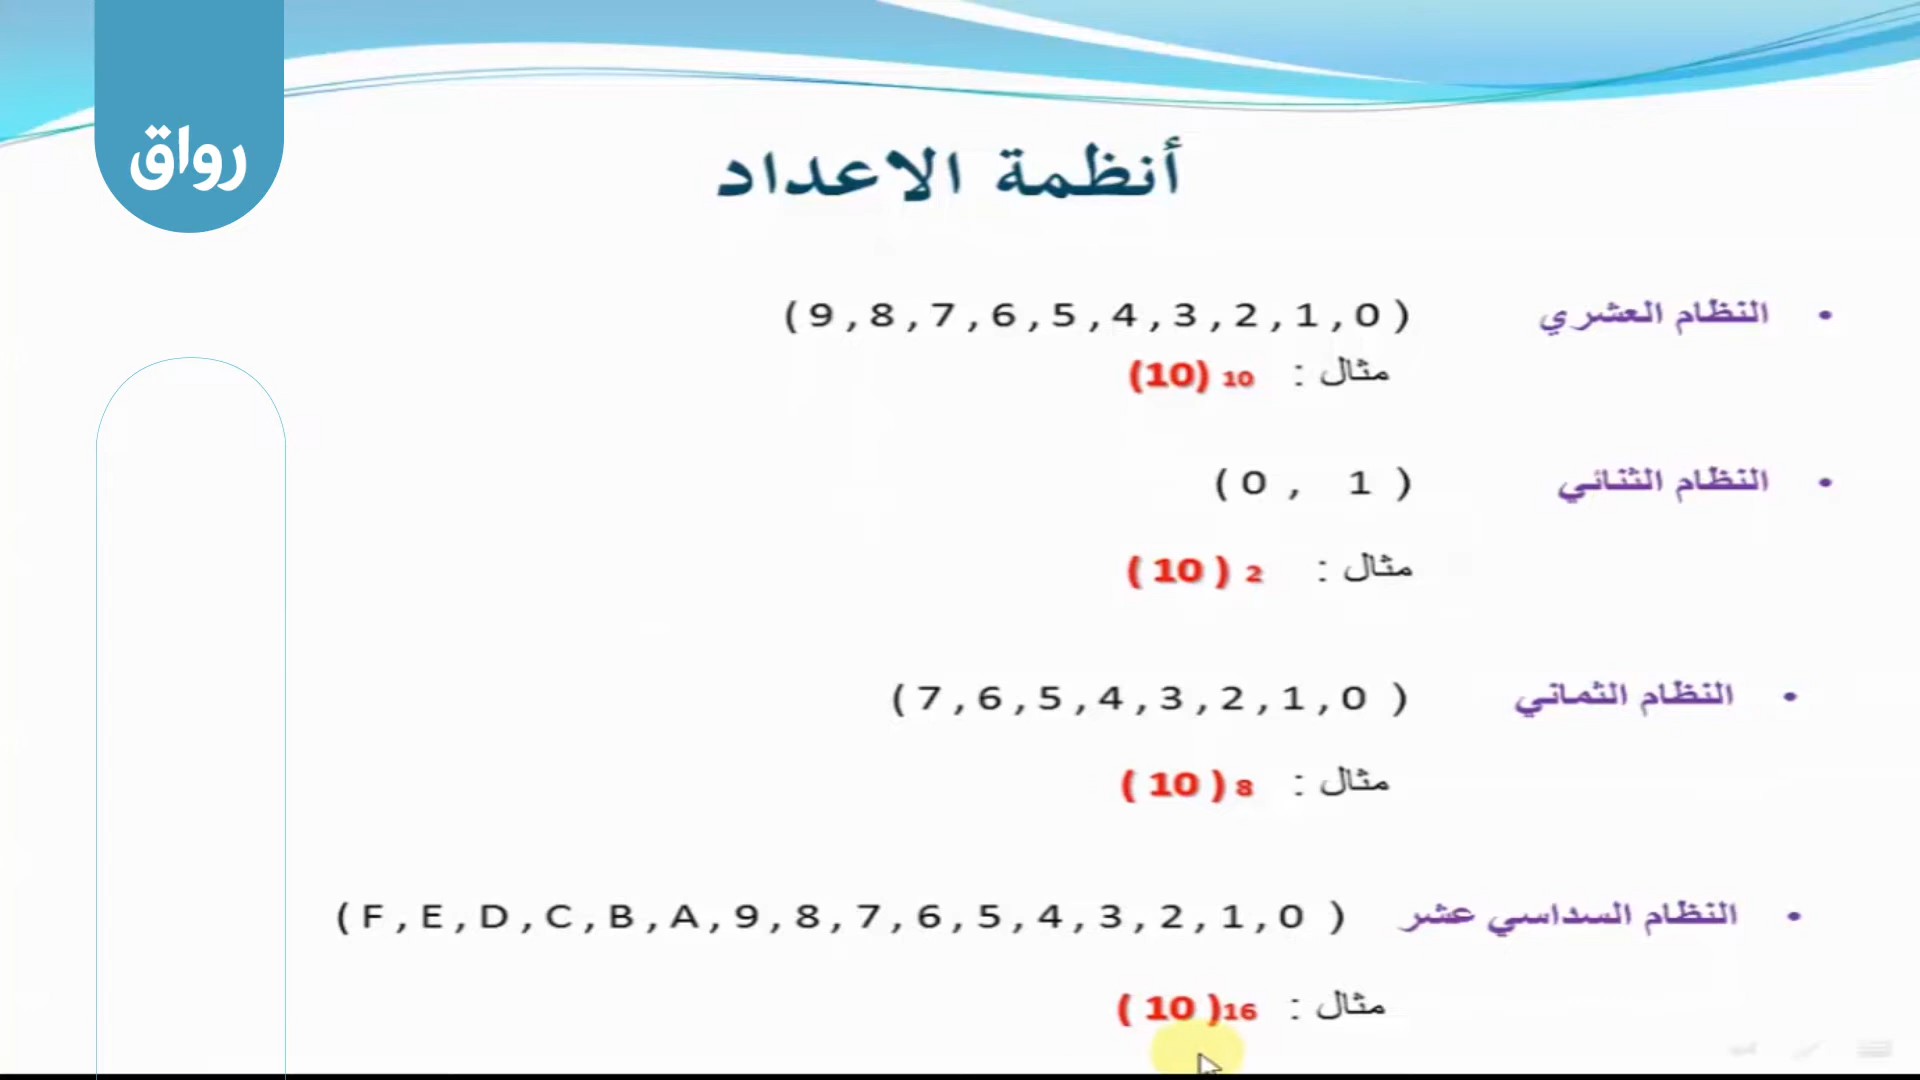 رواق
أنظمة الاعداد
• النظام العشري (9,8,7,6,5,4,3,2,1,0)
مثال : (10) 10
• النظام الثنائي (0, 1)
مثال : (10) 2
• النظام الثماني (7,6,5,4,3,2,1,0)
مثال : (10) 8
• النظام السداسي عشر (F,E,D,C,B,A,9,8,7,6,5,4,3,2,1,0)
مثال : (10)16